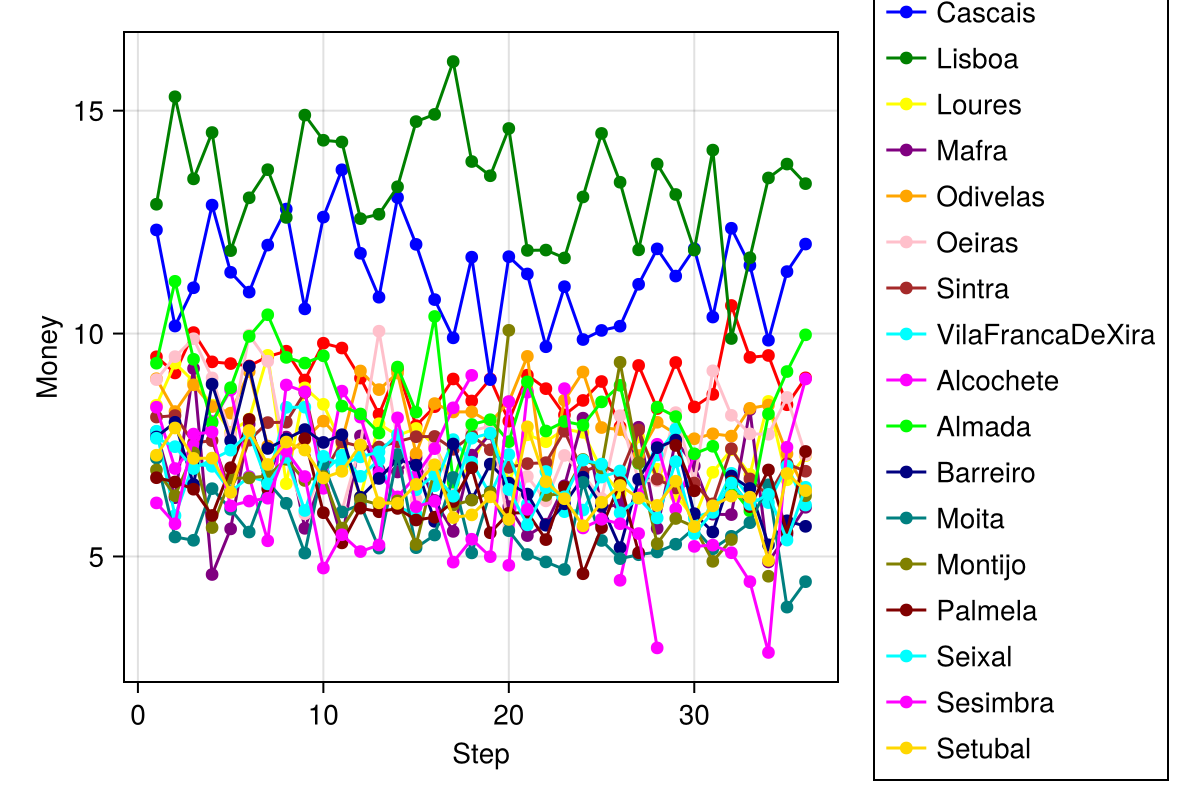 Cascais
Lisboa
Loures
Mafra
Odivelas
Oeiras
Sintra
VilaFrancaDeXira
Alcochete
Almada
Barreiro
Moita
Montijo
Palmela
Seixal
Sesimbra
Setubal
15
10
5
Money
0 10 20 30
Step